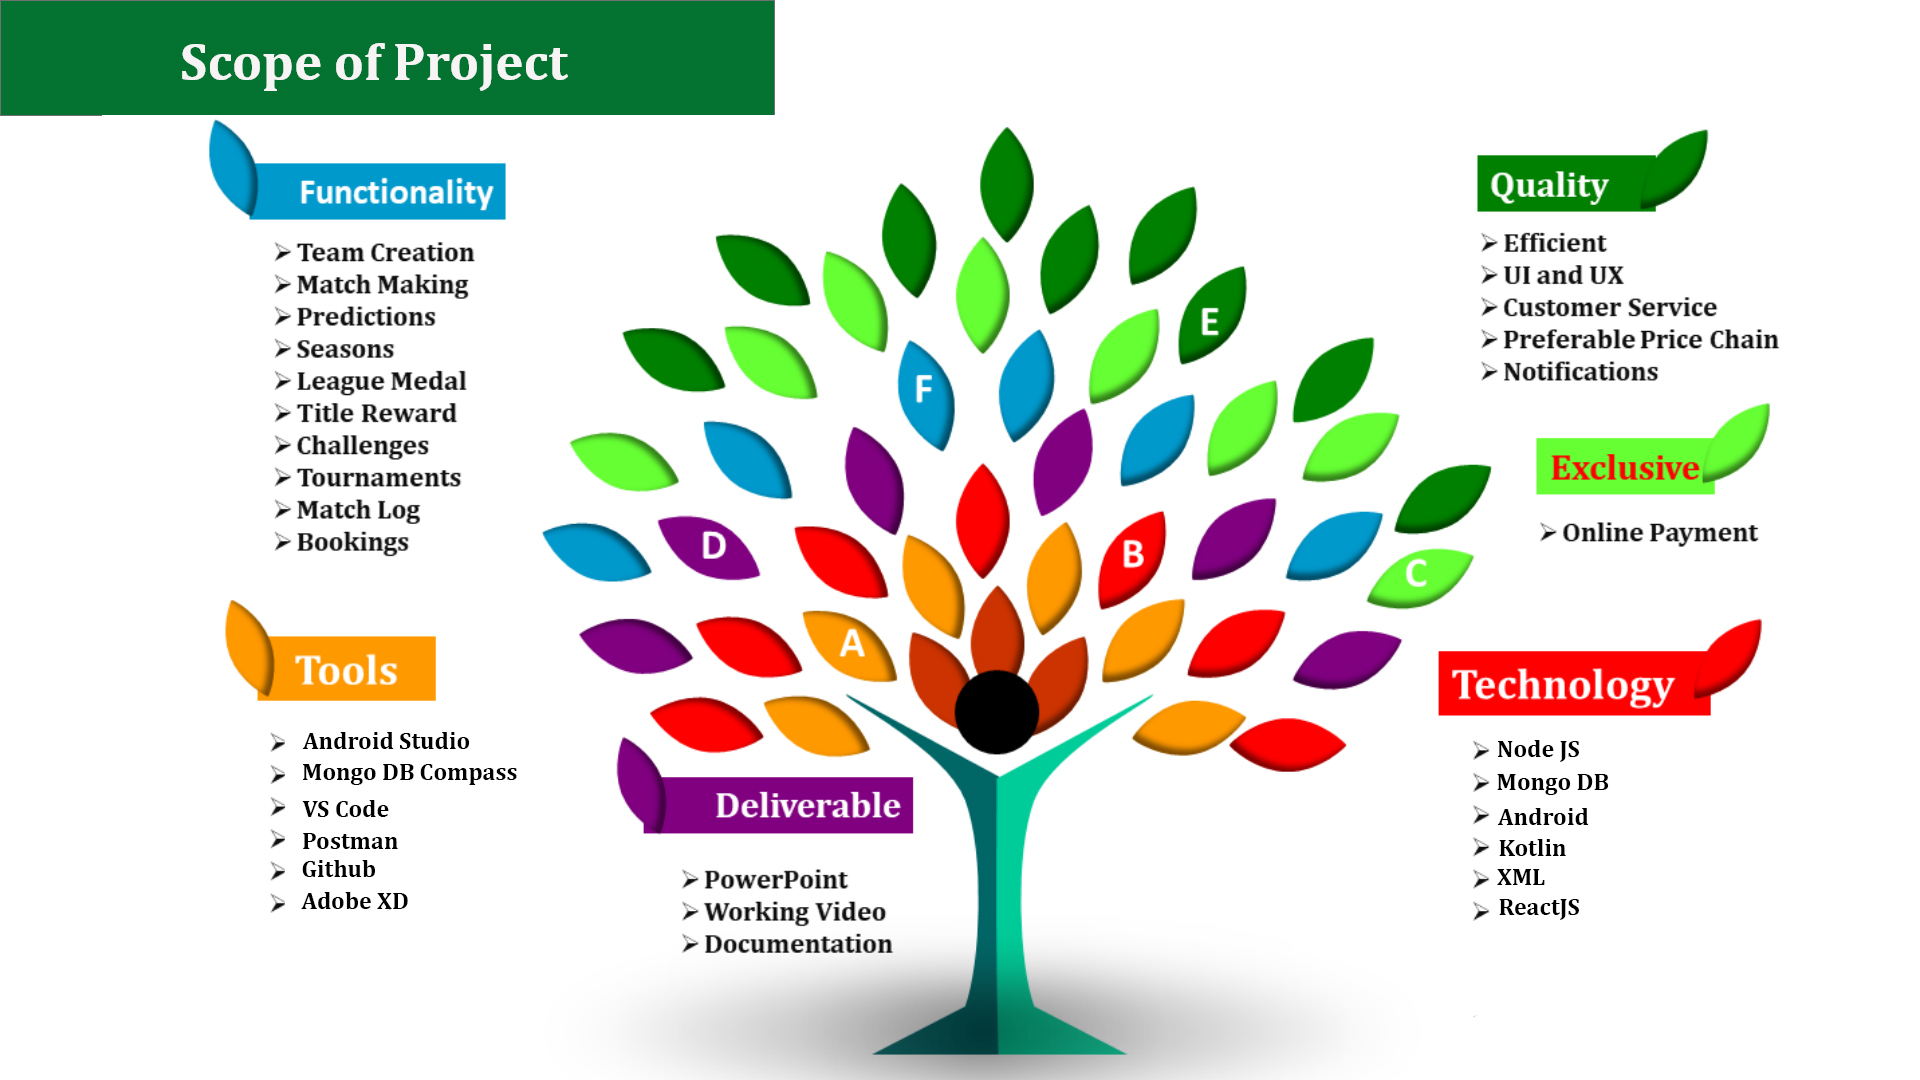 Scope of Project
Functionality
Team Creation
Match Making
Predictions
Seasons
League Medal
Title Reward
Challenges
Tournaments
Match Log
Bookings
Tools
Android Studio
Mongo DB Compass
VS Code
Postman
Github
Adobe XD
Deliverable
PowerPoint
Working Video
Documentation
E
F
D
B
C
A
Quality
Efficient
UI and UX
Customer Service
Preferable Price Chain
Notifications
Exclusive
Online Payment
Technology
Node JS
Mongo DB
Android
Kotlin
XML
ReactJS